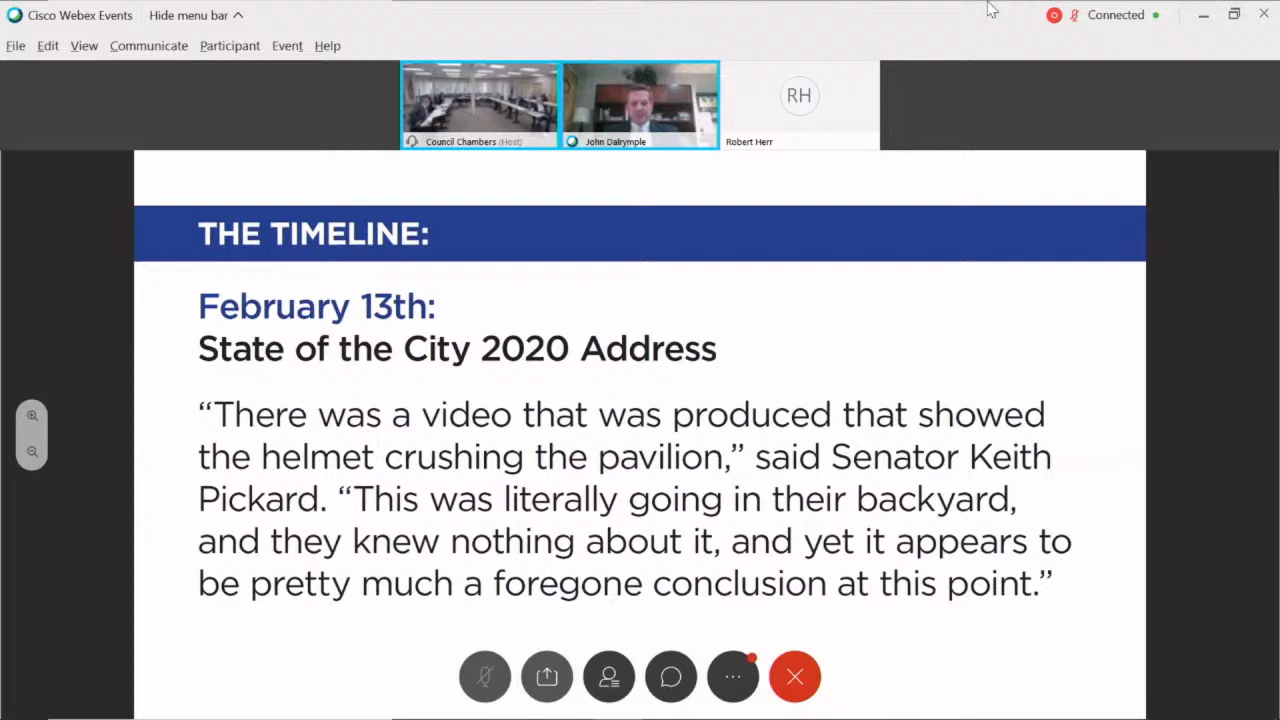 Cisco Webex Events
Hide menu bar
Connected
File Edit View Communicate Participant Event Help
RH
Council Chambers (Host)
John Dalrymple
Robert Herr
THE TIMELINE:
February 13th:
State of the City 2020 Address
“There was a video that was produced that showed
the helmet crushing the pavilion,” said Senator Keith
Pickard. “This was literally going in their backyard,
and they knew nothing about it, and yet it appears to
be pretty much a foregone conclusion at this point.”